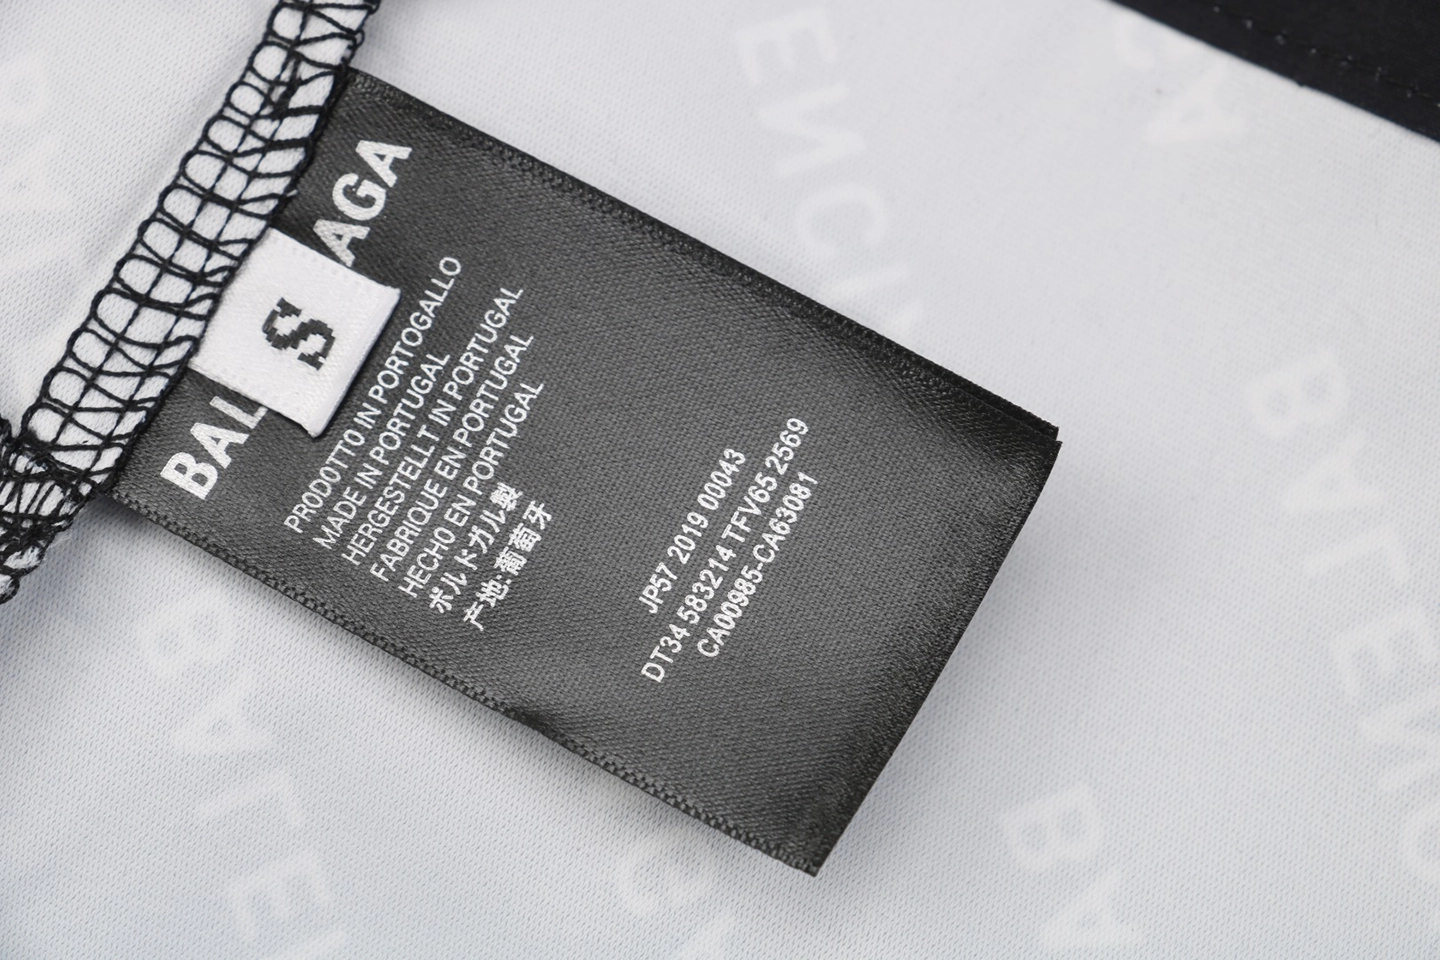 BAL AGA
S
PRODOTTO IN PORTOGALLO
MADE IN PORTUGAL
HERGESTELLT IN PORTUGAL
FABRIQUE EN PORTUGAL
HECHO EN PORTUGAL
ポルトガル製
产地:葡萄牙
JP57 2019 00043
DT34 583214 TFV65 2569
CA00985-CA63081